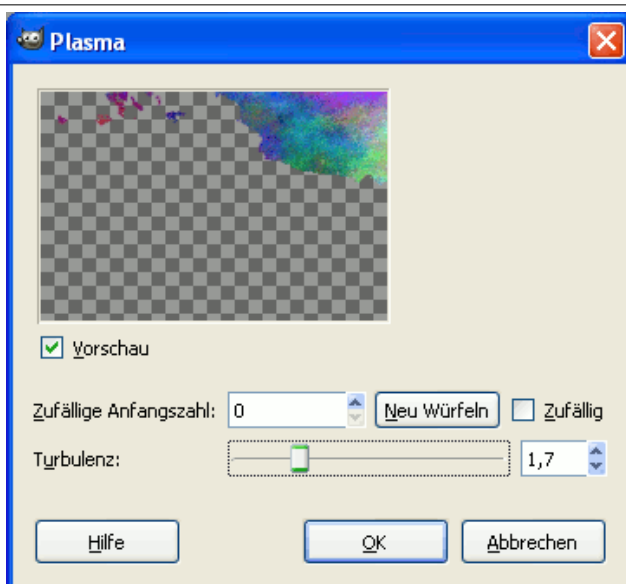 Plasma
Vorschau
Zufällige Anfangszahl: 0 Neu Würfeln Zufällig
Turbulenz: 1,7
Hilfe OK Abbrechen